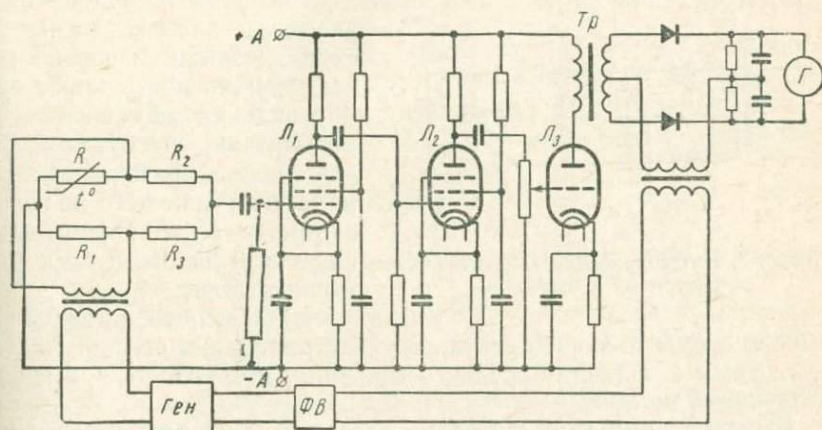 Тр
+ А
Г
Л₁
Л₂
Л₃
R
R₂
t°
R₁
R₃
- А
Ген
ФВ